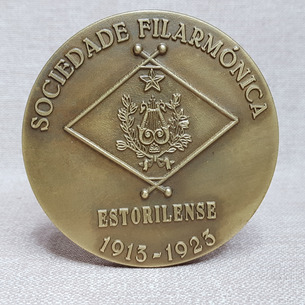 SOCIEDADE FILARMÓNICA
ESTORILENSE
1913-1923